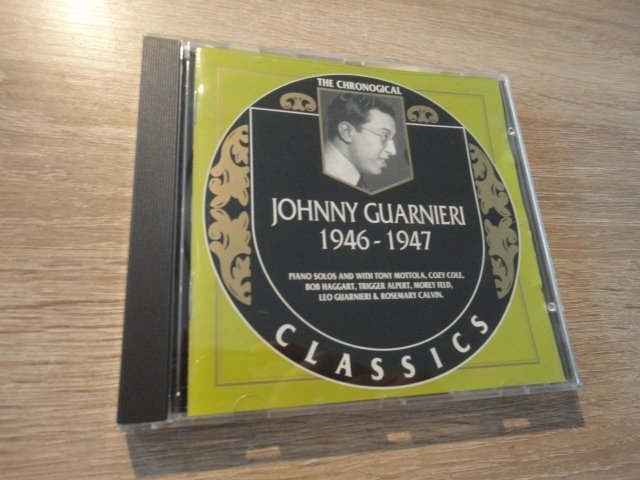 THE CHRONOGICAL
JOHNNY GUARNIERI
1946 - 1947
PIANO SOLOS AND WITH TONY MOTTOLA, COZY COLE,
BOB HAGGART, TRIGGER ALPERT, MOREY FELD,
LEO GUARNIERI & ROSEMARY CALVIN.
CLASSICS